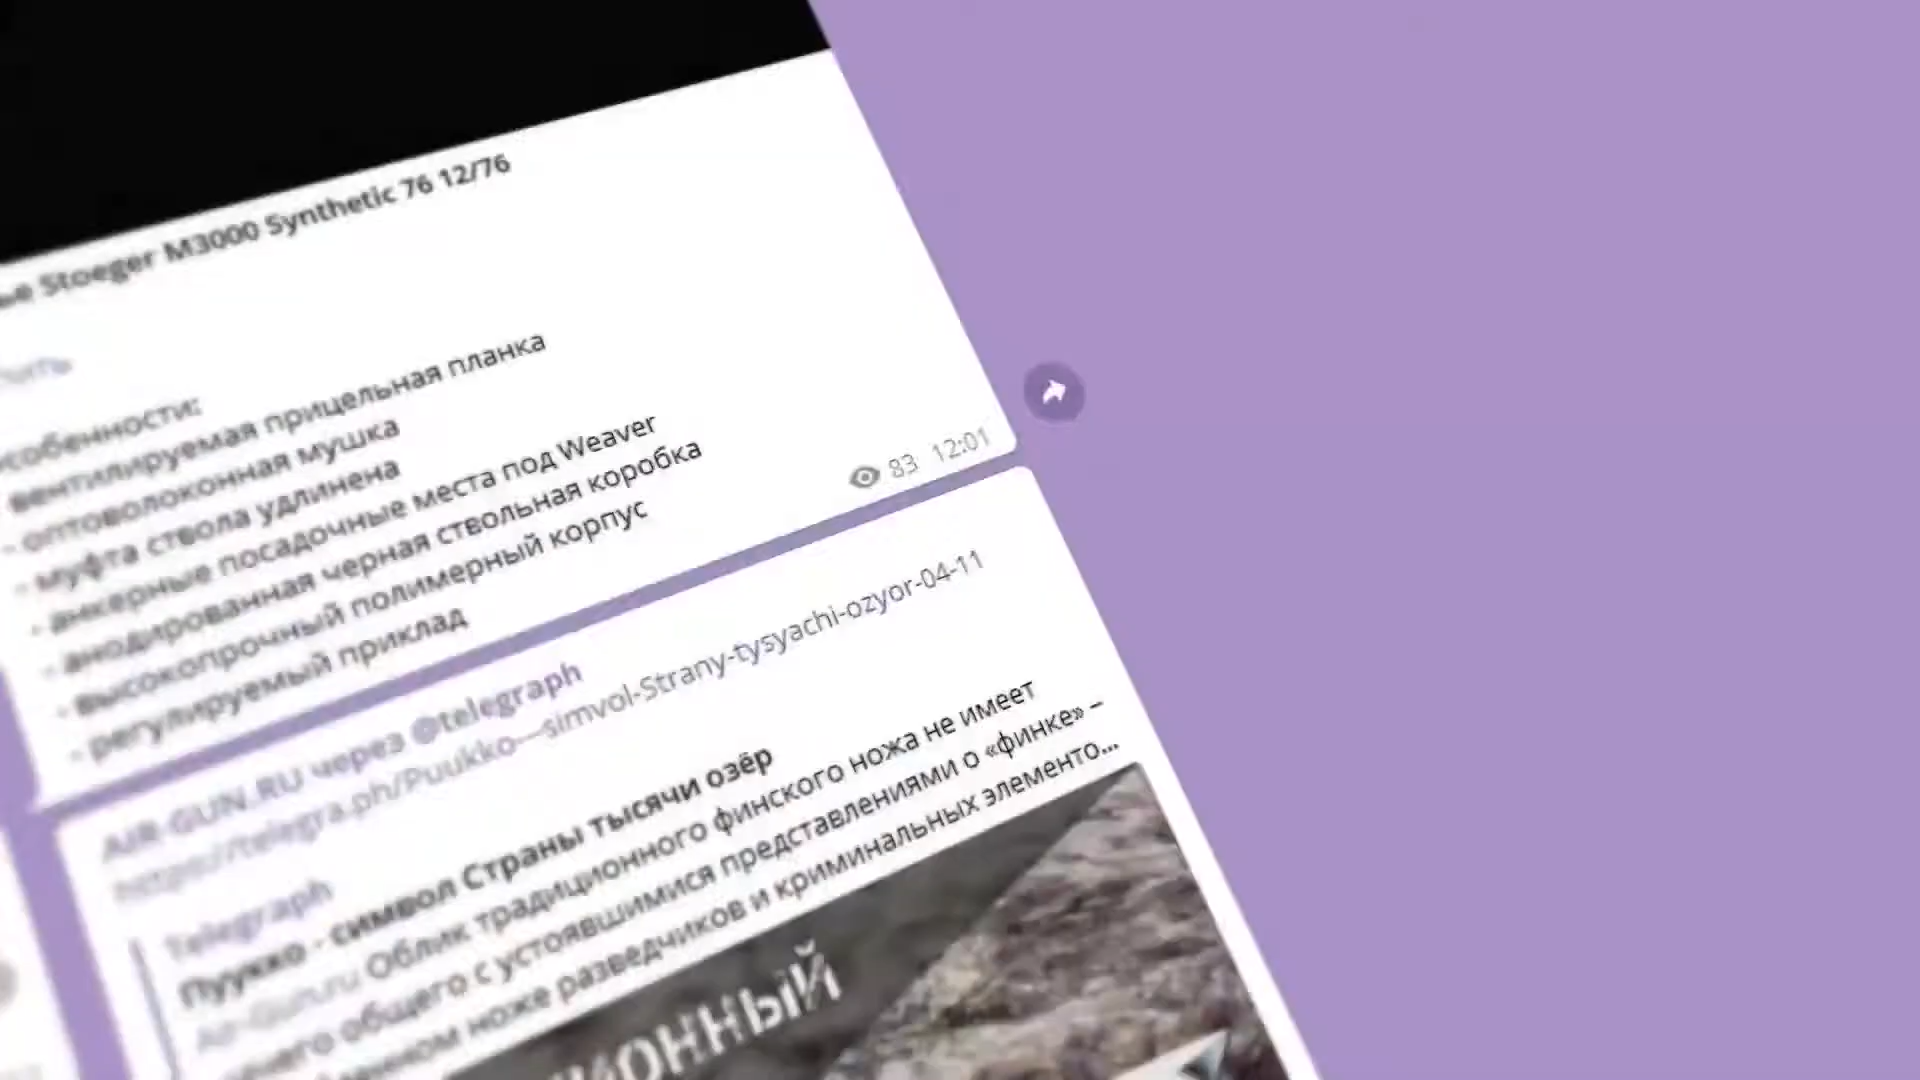 Stoeger M3000 Synthetic 76 12/76
вентилируемая прицельная планка
- оптоволоконная мушка
- муфта ствола удлинена
- анкерные посадочные места под Weaver
- анодированная черная ствольная коробка
- высокопрочный полимерный корпус
- регулируемый приклад
83 12:01
AIR-GUN.RU через @telegraph
https://telegra.ph/Puukko---simvol-Strany-tysyachi-ozyor-04-11
Telegraph
Пуукко - символ Страны тысячи озёр
Air-Gun.ru Облик традиционного финского ножа не имеет
общего с устоявшимися представлениями о «финке» –
ноже разведчиков и криминальных элементо...